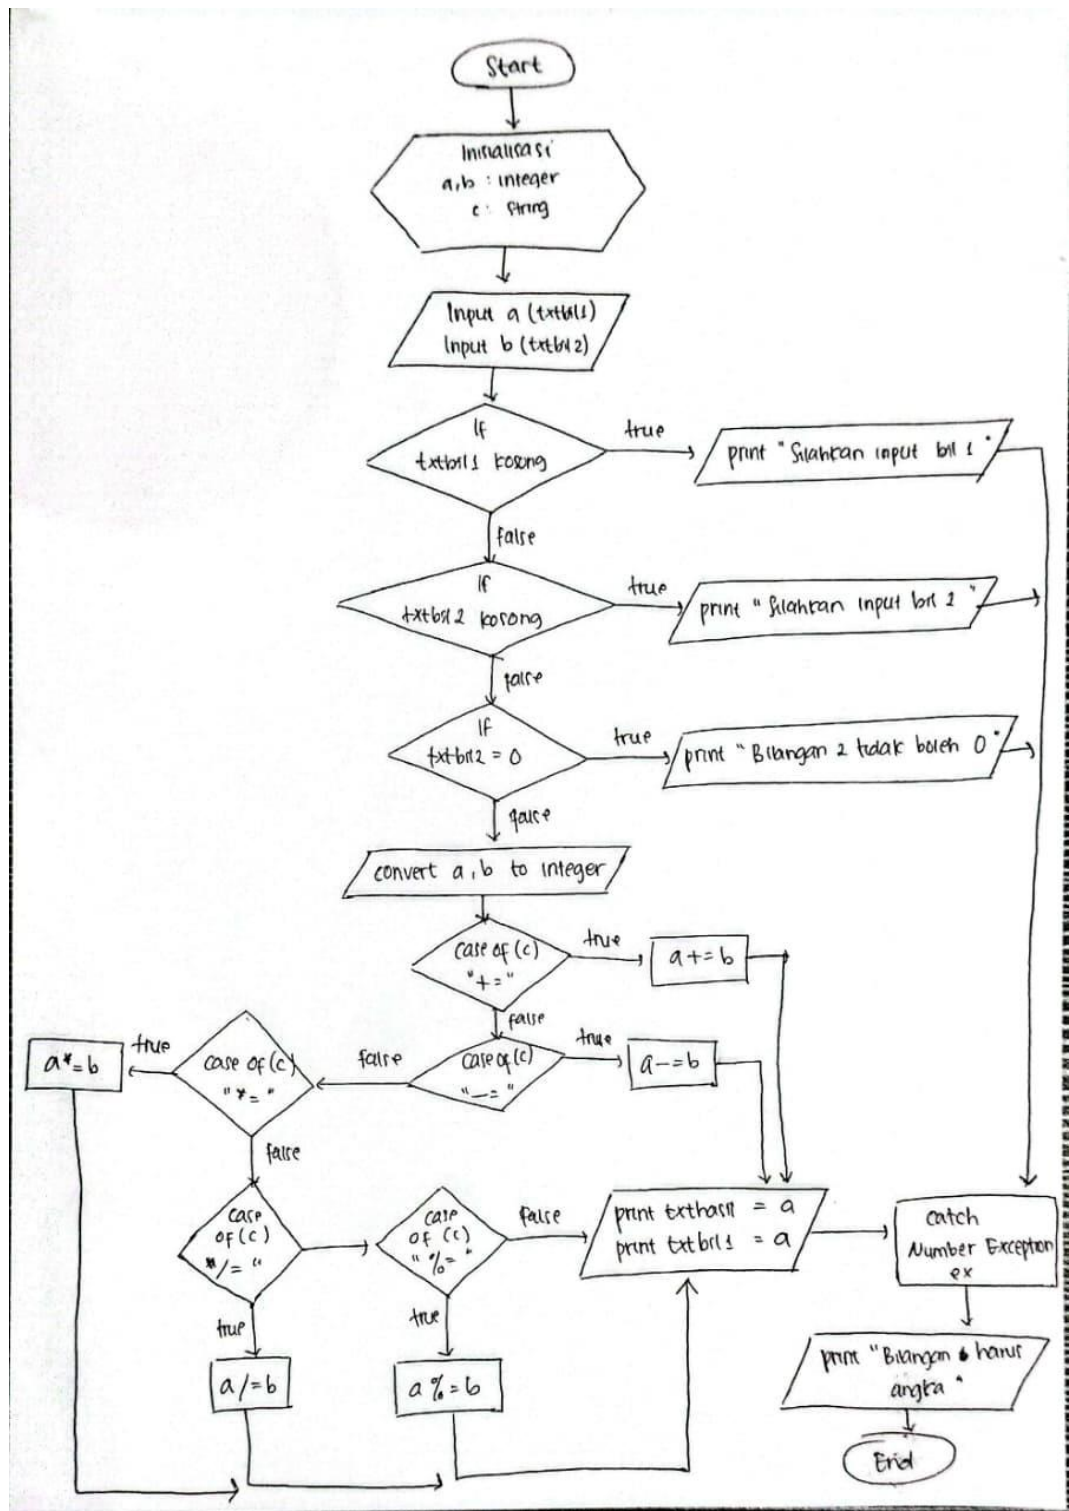 Start
Inisialisasi
a,b : integer
c : String
Input a (txtbil1)
Input b (txtbil2)
If
txtbil1 kosong
true
print "Silahkan input bil 1"
false
If
txtbil2 kosong
true
print "Silahkan input bil 2"
false
If
txtbil2 = 0
true
print "Bilangan 2 tidak boleh 0"
false
convert a, b to integer
case of (c)
"+="
true
a+=b
false
case of (c)
"-="
true
a-=b
false
case of (c)
"*="
true
a*=b
false
case
of (c)
"/="
true
a/=b
case
of (c)
"%="
false
true
a%=b
print txthasil = a
print txtbil1 = a
catch
Number Exception
ex
print "Bilangan harus
angka"
End